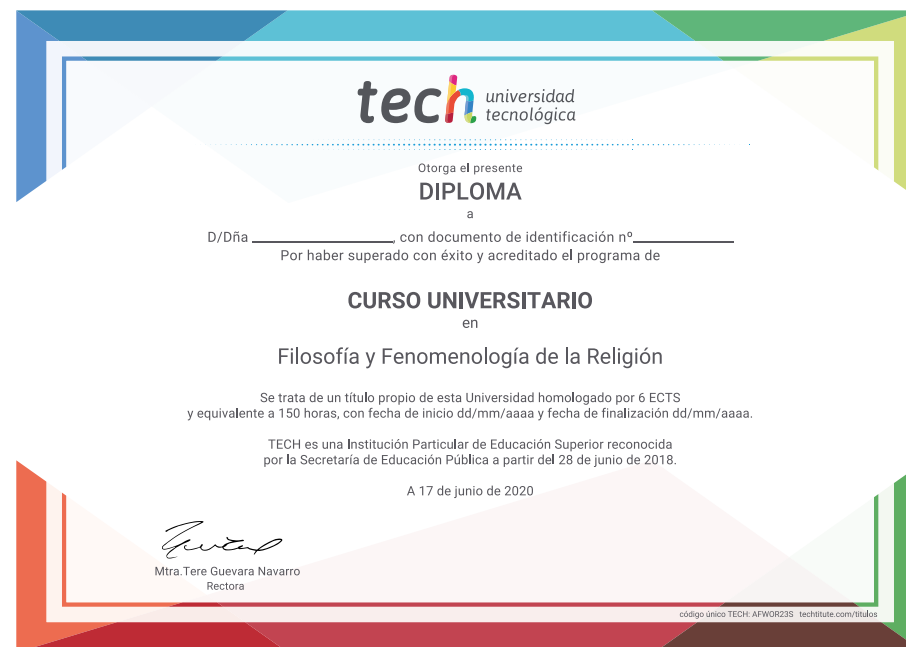 tech universidad
tecnológica
Otorga el presente
DIPLOMA
a
D/Dña ____________________, con documento de identificación nº______________
Por haber superado con éxito y acreditado el programa de
CURSO UNIVERSITARIO
en
Filosofía y Fenomenología de la Religión
Se trata de un título propio de esta Universidad homologado por 6 ECTS
y equivalente a 150 horas, con fecha de inicio dd/mm/aaaa y fecha de finalización dd/mm/aaaa.
TECH es una Institución Particular de Educación Superior reconocida
por la Secretaría de Educación Pública a partir del 28 de junio de 2018.
A 17 de junio de 2020
Mtra.Tere Guevara Navarro
Rectora
código único TECH: AFWOR23S techtitute.com/titulos